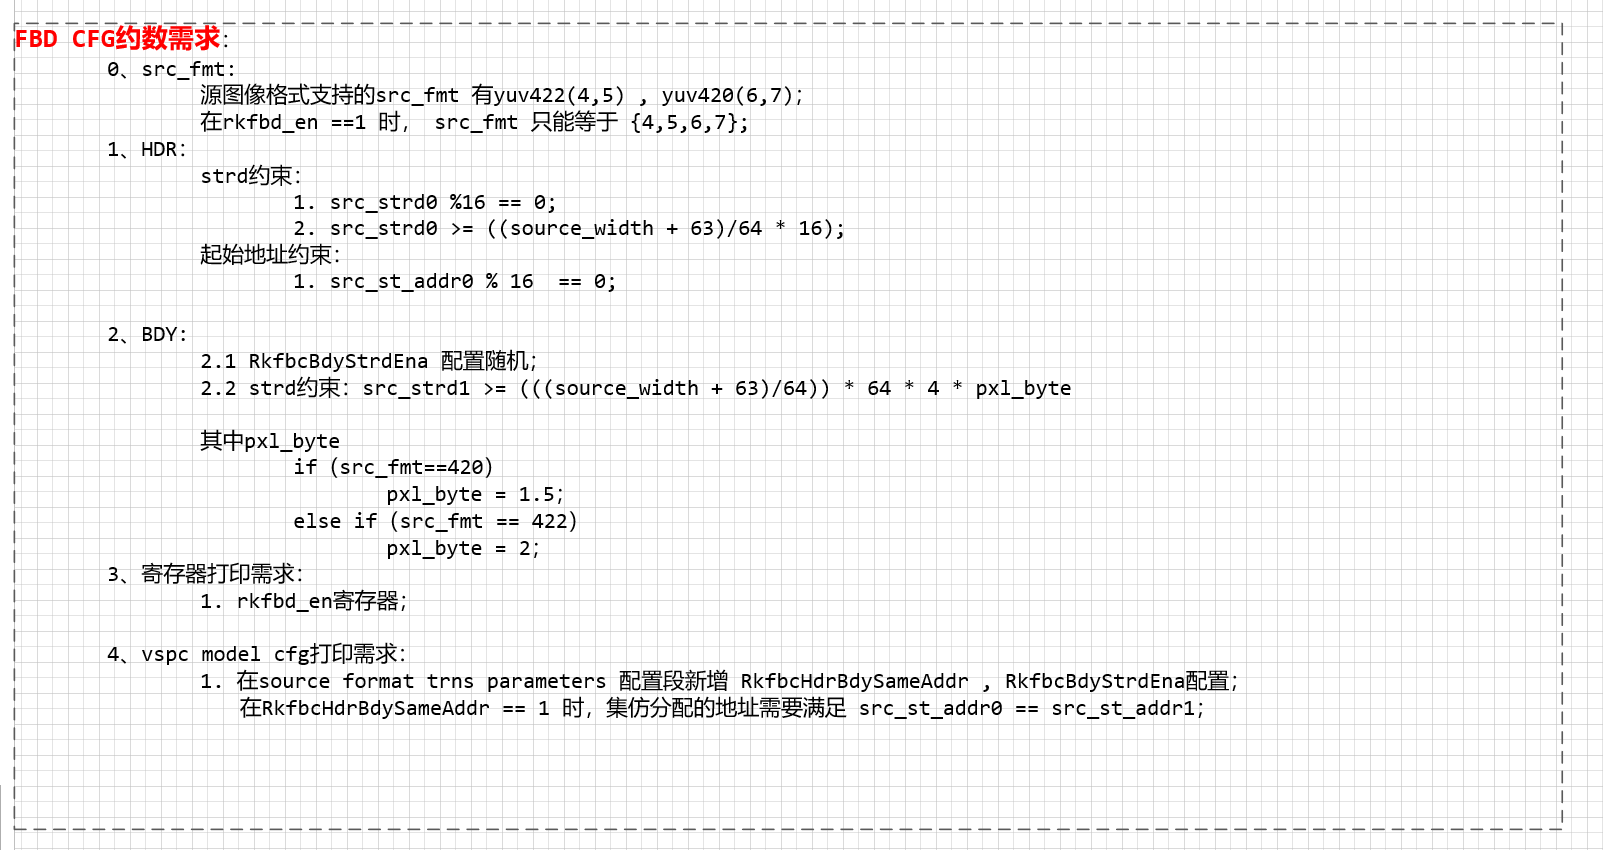 FBD CFG约数需求:
0、src_fmt:
源图像格式支持的src_fmt 有yuv422(4,5) , yuv420(6,7);
在rkfbd_en ==1 时， src_fmt 只能等于 {4,5,6,7};
1、HDR:
strd约束:
1. src_strd0 %16 == 0;
2. src_strd0 >= ((source_width + 63)/64 * 16);
起始地址约束:
1. src_st_addr0 % 16  == 0;
2、BDY:
2.1 RkfbcBdyStrdEna 配置随机;
2.2 strd约束: src_strd1 >= (((source_width + 63)/64)) * 64 * 4 * pxl_byte
其中pxl_byte
if（src_fmt==420）
pxl_byte = 1.5;
else if（src_fmt == 422）
pxl_byte = 2;
3、寄存器打印需求:
1. rkfbd_en寄存器;
4、vspc model cfg打印需求:
1. 在source format trns parameters 配置段新增 RkfbcHdrBdySameAddr , RkfbcBdyStrdEna配置;
在RkfbcHdrBdySameAddr == 1 时，集仿分配的地址需要满足 src_st_addr0 == src_st_addr1;